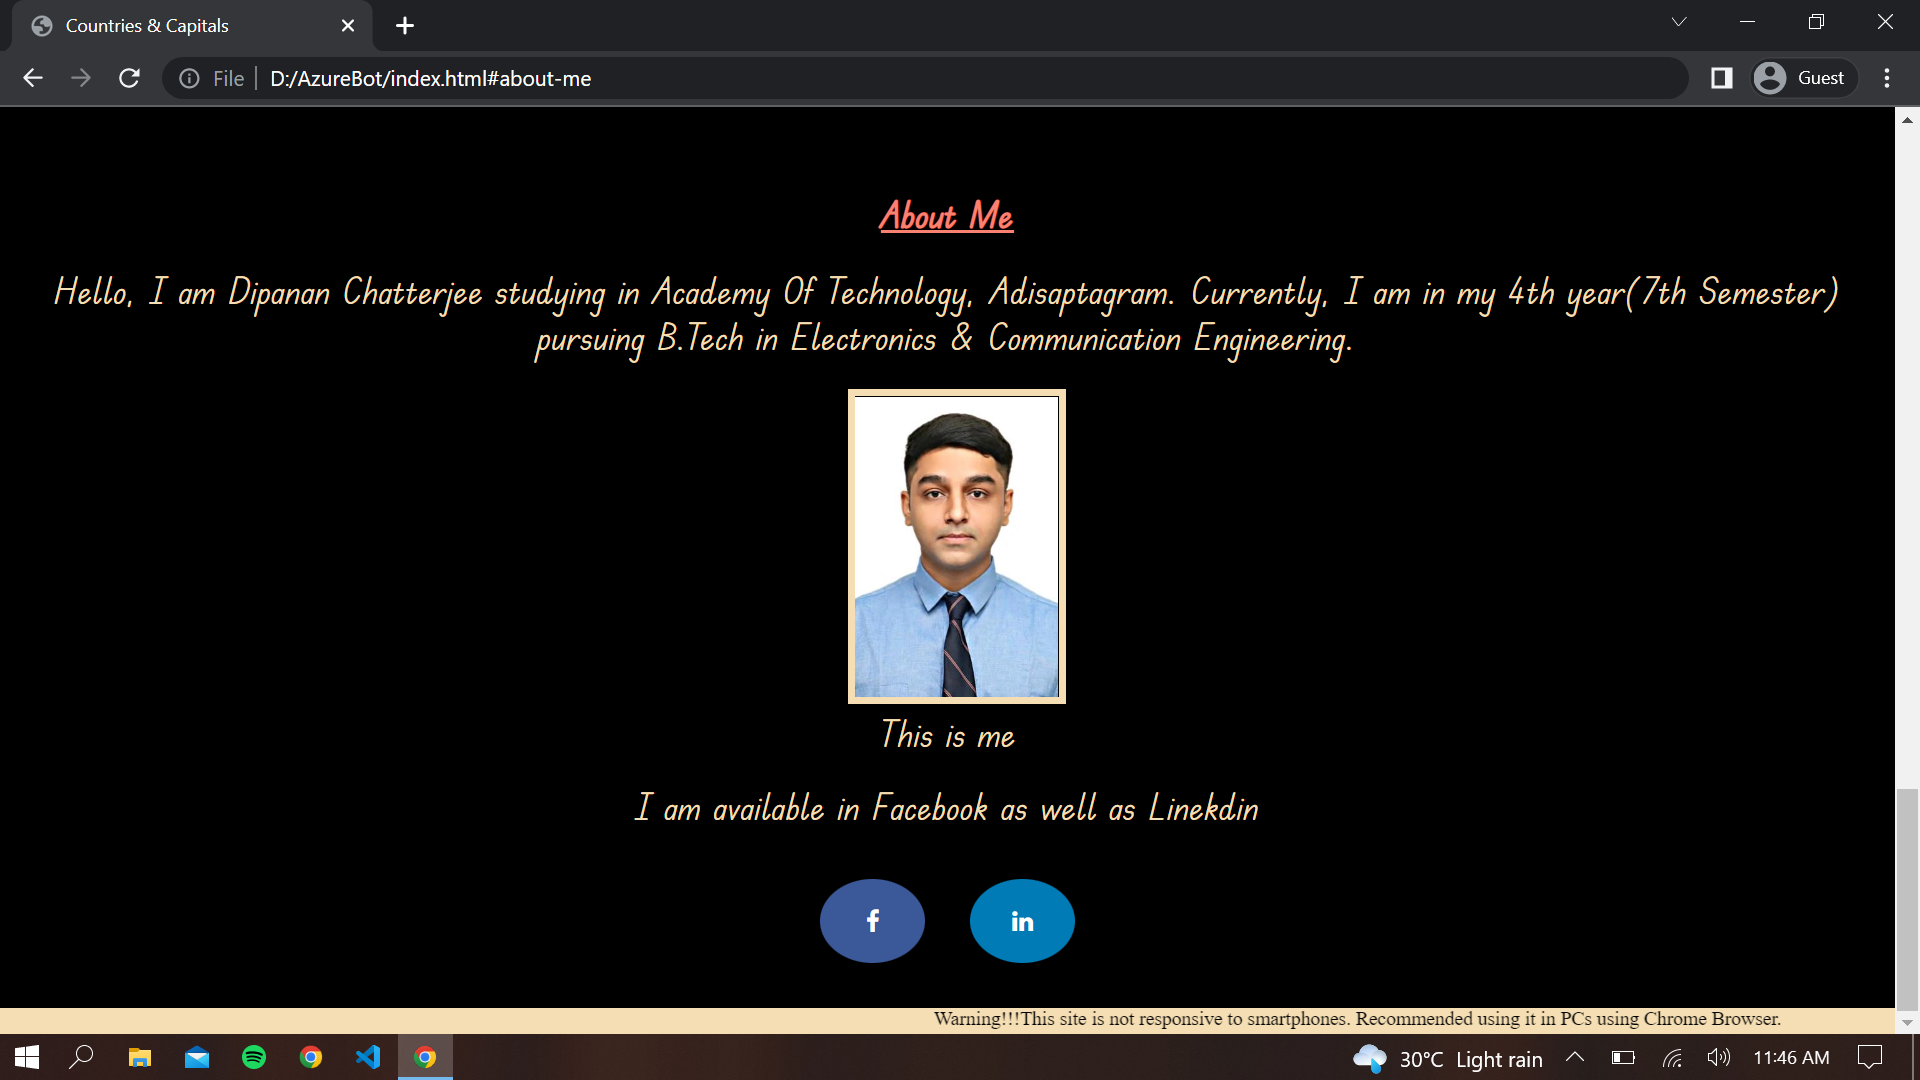 Countries & Capitals
File D:/AzureBot/index.html#about-me
Guest
About Me
Hello, I am Dipanan Chatterjee studying in Academy Of Technology, Adisaptagram. Currently, I am in my 4th year(7th Semester)
pursuing B.Tech in Electronics & Communication Engineering.
This is me
I am available in Facebook as well as Linekdin
f
in
Warning!!!This site is not responsive to smartphones. Recommended using it in PCs using Chrome Browser.
30°C Light rain
11:46 AM